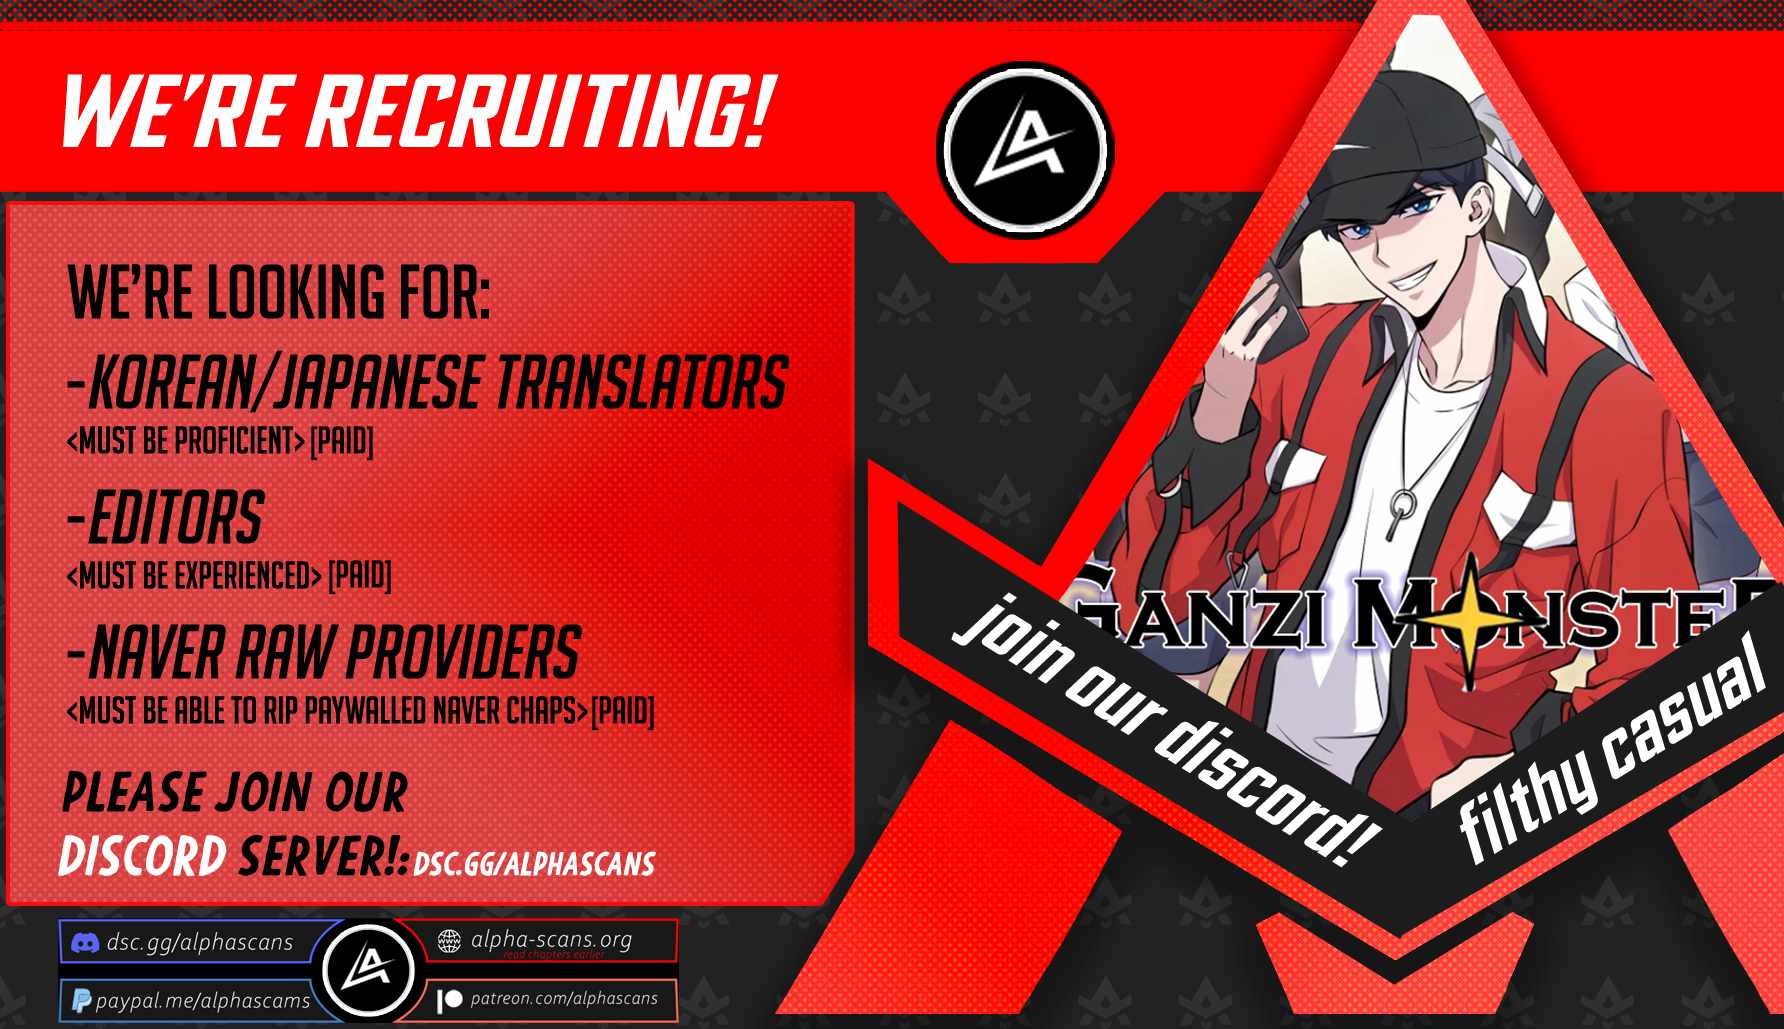 WE'RE RECRUITING!
WE'RE LOOKING FOR:
-KOREAN/JAPANESE TRANSLATORS
<MUST BE PROFICIENT> [PAID]
-EDITORS
<MUST BE EXPERIENCED> [PAID]
-NAVER RAW PROVIDERS
<MUST BE ABLE TO RIP PAYWALLED NAVER CHAPS>[PAID]
PLEASE JOIN OUR
DISCORD SERVER!: DSC.GG/ALPHASCANS
dsc.gg/alphascans
alpha-scans.org
read chapters earlier
paypal.me/alphascams
patreon.com/alphascans
GANZI MONSTER
join our discord!
filthy casual